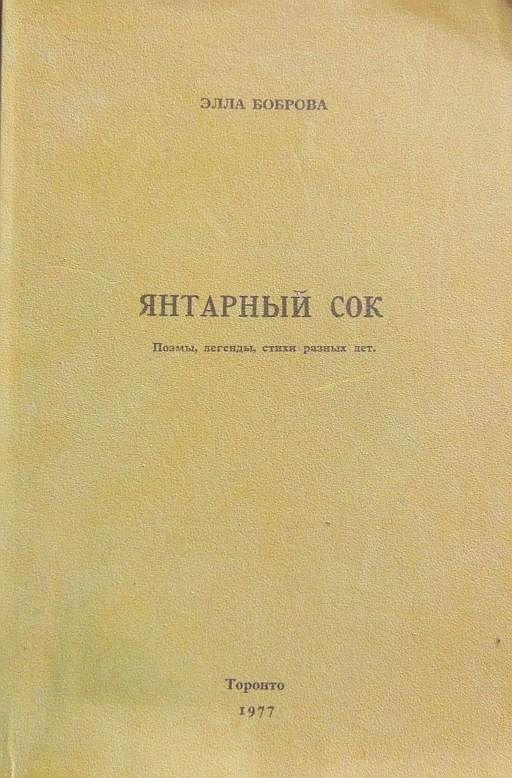 ЭЛЛА БОБРОВА
ЯНТАРНЫЙ СОК
Поэмы, легенды, стихи разных лет.
Торонто
1977